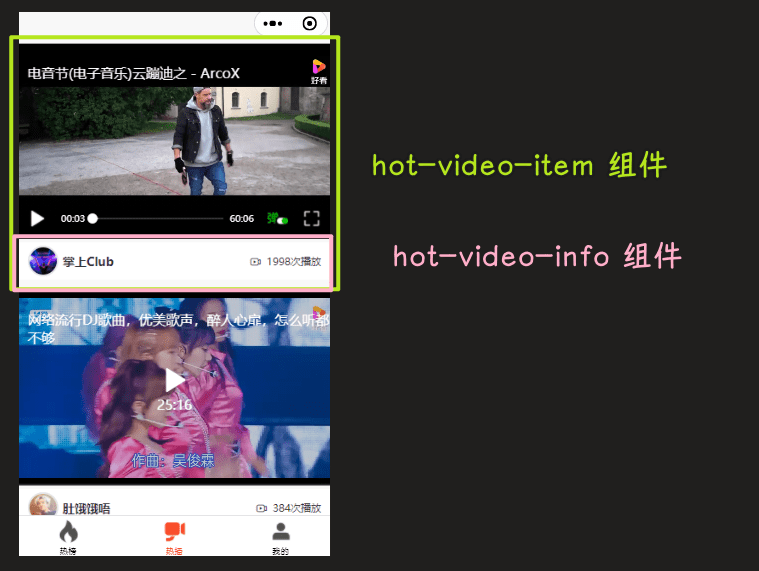 电音节(电子音乐)云蹦迪之 - ArcoX
好看
00:03
60:06
弹
掌上Club
1998次播放
hot-video-item 组件
hot-video-info 组件
网络流行DJ歌曲，优美歌声，醉人心扉，怎么听都
不够
25:16
作曲：吴俊霖
肚饿饿唔
384次播放
热榜
热播
我的